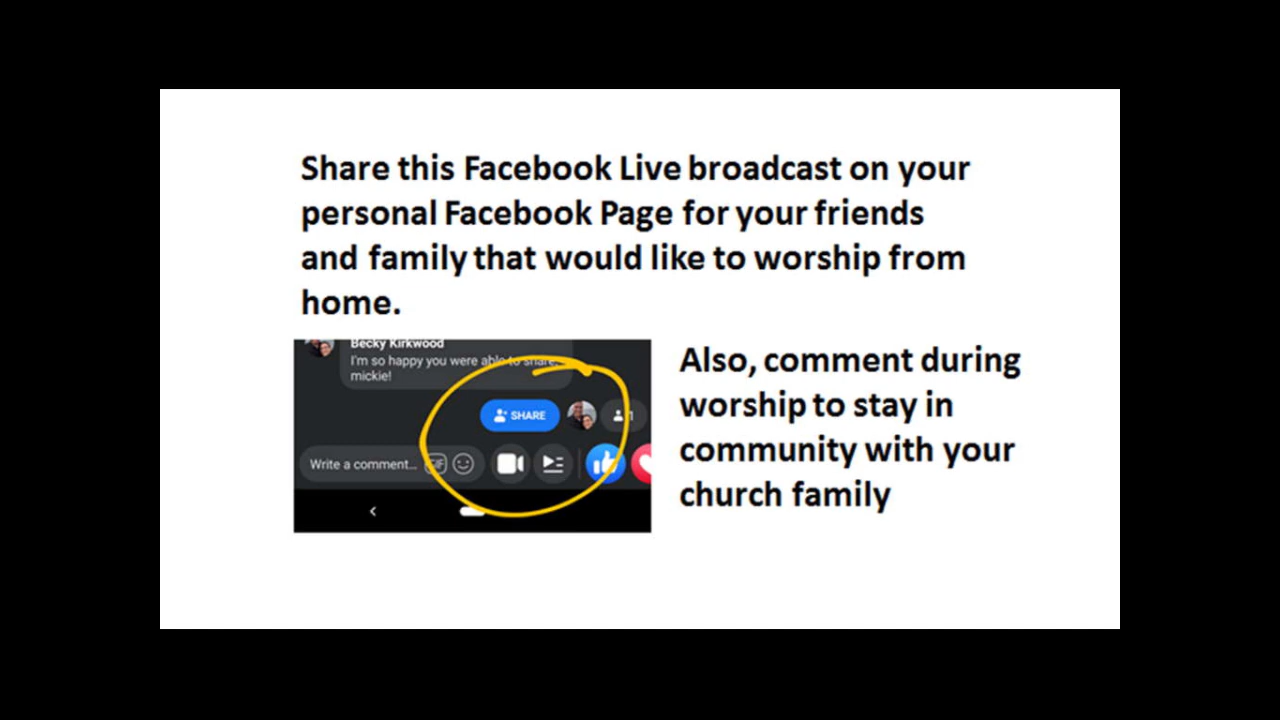 Share this Facebook Live broadcast on your
personal Facebook Page for your friends
and family that would like to worship from
home.
Becky Kirkwood
I'm so happy you were able to share,
mickie!
SHARE
1
Write a comment...
GIF
Also, comment during
worship to stay in
community with your
church family